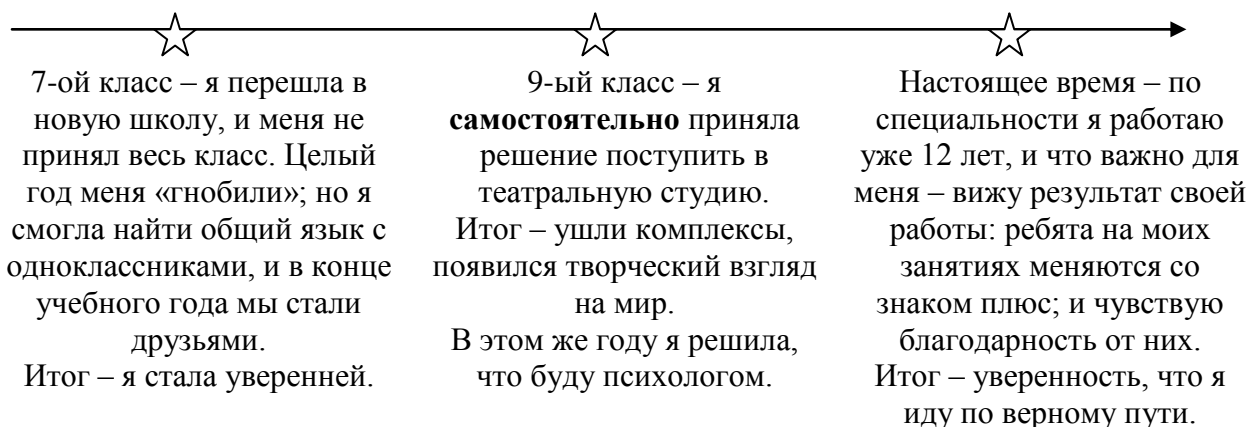 7-ой класс – я перешла в
новую школу, и меня не
принял весь класс. Целый
год меня «гнобили»; но я
смогла найти общий язык с
одноклассниками, и в конце
учебного года мы стали
друзьями.
Итог – я стала уверенней.
9-ый класс – я
самостоятельно приняла
решение поступить в
театральную студию.
Итог – ушли комплексы,
появился творческий взгляд
на мир.
В этом же году я решила,
что буду психологом.
Настоящее время – по
специальности я работаю
уже 12 лет, и что важно для
меня – вижу результат своей
работы: ребята на моих
занятиях меняются со
знаком плюс; и чувствую
благодарность от них.
Итог – уверенность, что я
иду по верному пути.